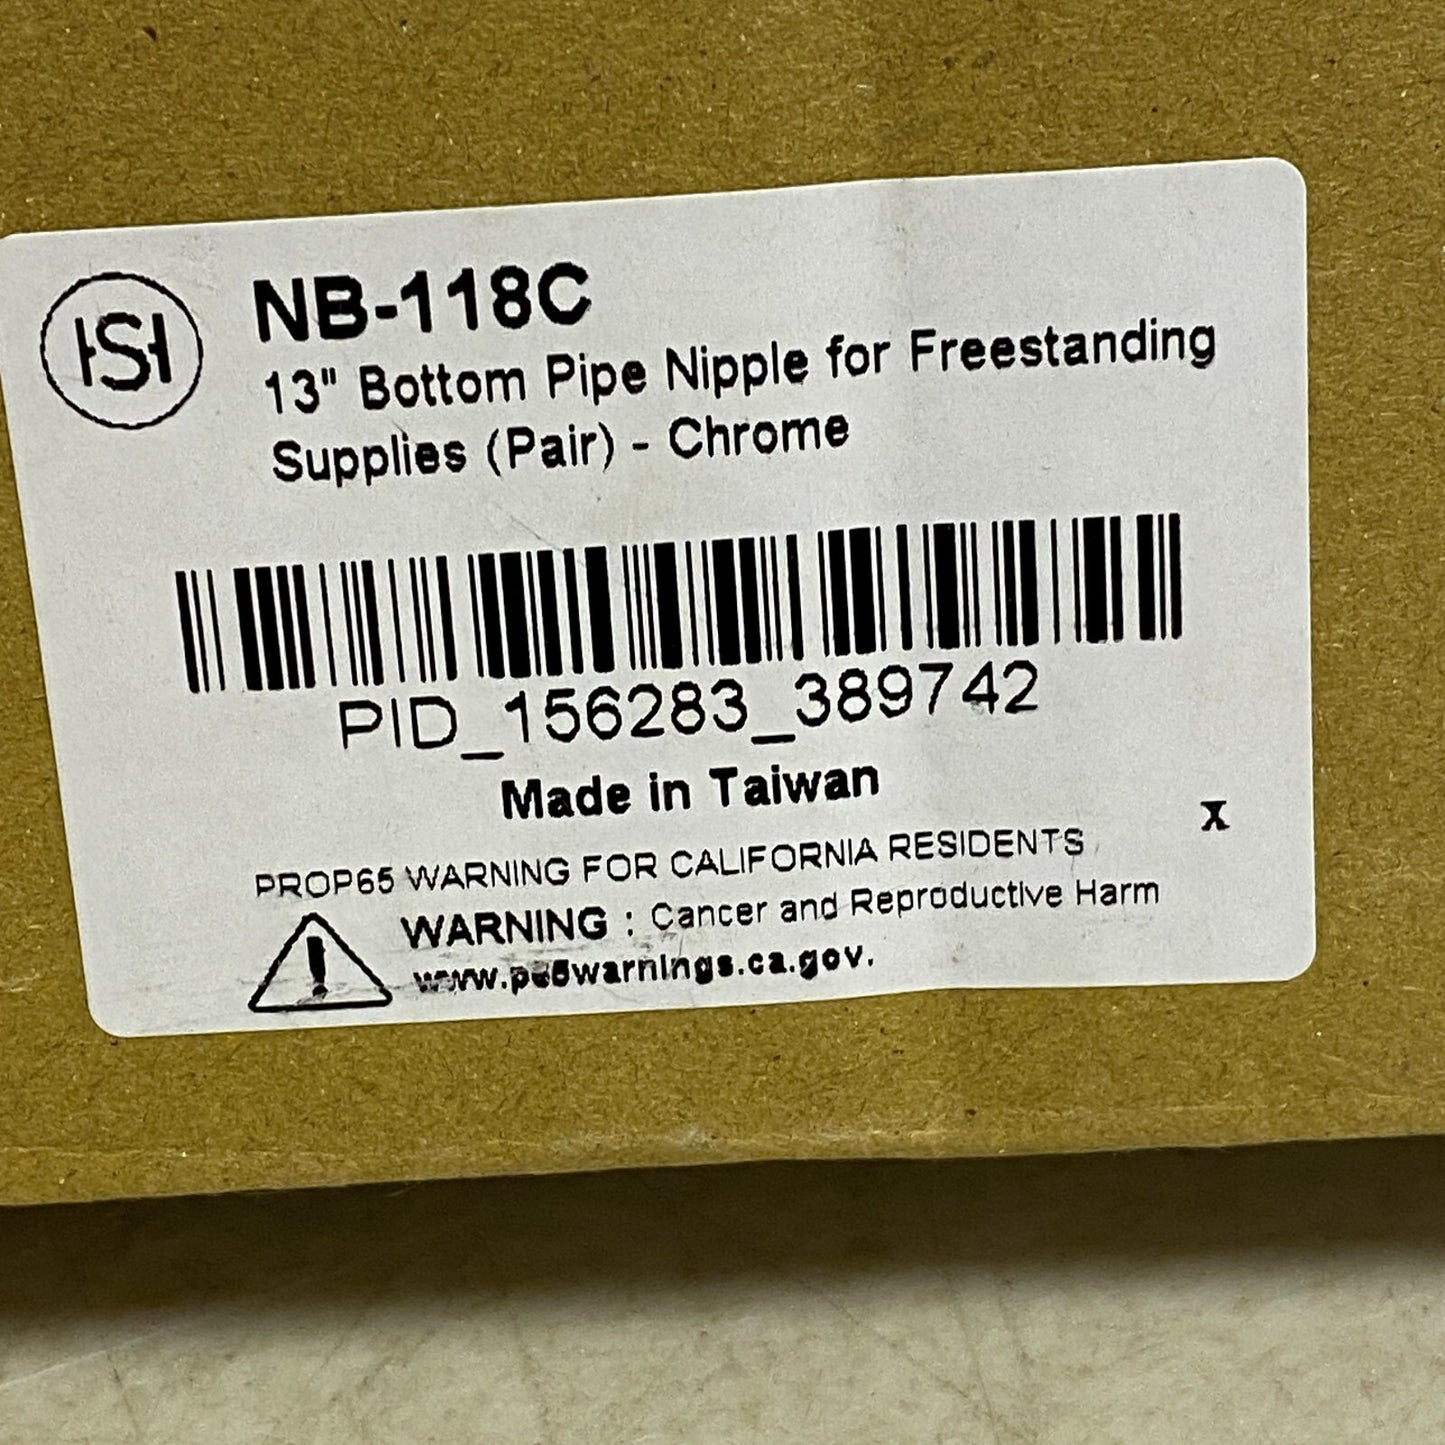 HSH
NB-118C
13" Bottom Pipe Nipple for Freestanding
Supplies (Pair) - Chrome
PID_156283_389742
Made in Taiwan
X
PROP65 WARNING FOR CALIFORNIA RESIDENTS
! WARNING : Cancer and Reproductive Harm
www.p65warnings.ca.gov.